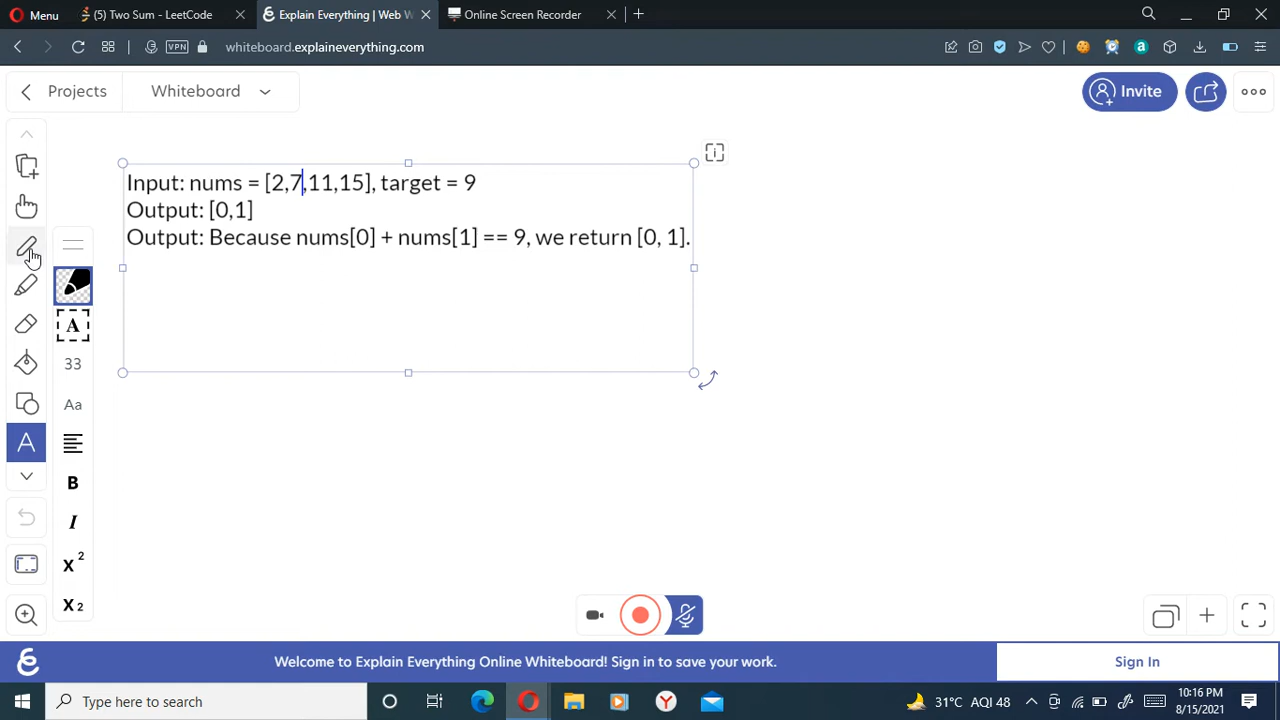 Menu
(5) Two Sum - LeetCode
Explain Everything | Web W
Online Screen Recorder
VPN
whiteboard.explaineverything.com
Projects
Whiteboard
Invite
Input: nums = [2,7,11,15], target = 9
Output: [0,1]
Output: Because nums[0] + nums[1] == 9, we return [0, 1].
A
33
Aa
A
B
I
X²
X₂
Welcome to Explain Everything Online Whiteboard! Sign in to save your work.
Sign In
Type here to search
31°C AQI 48
10:16 PM
8/15/2021